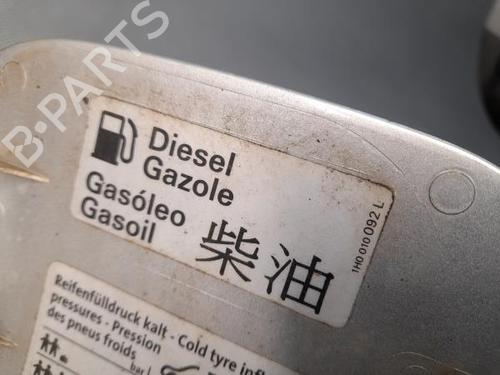 Diesel
Gazole
Gasóleo
Gasoil
柴油
1H0 010 092 L
Reifenfülldruck kalt - Cold tyre infl
pressures - Pression
des pneus froids
bar
B-PARTS